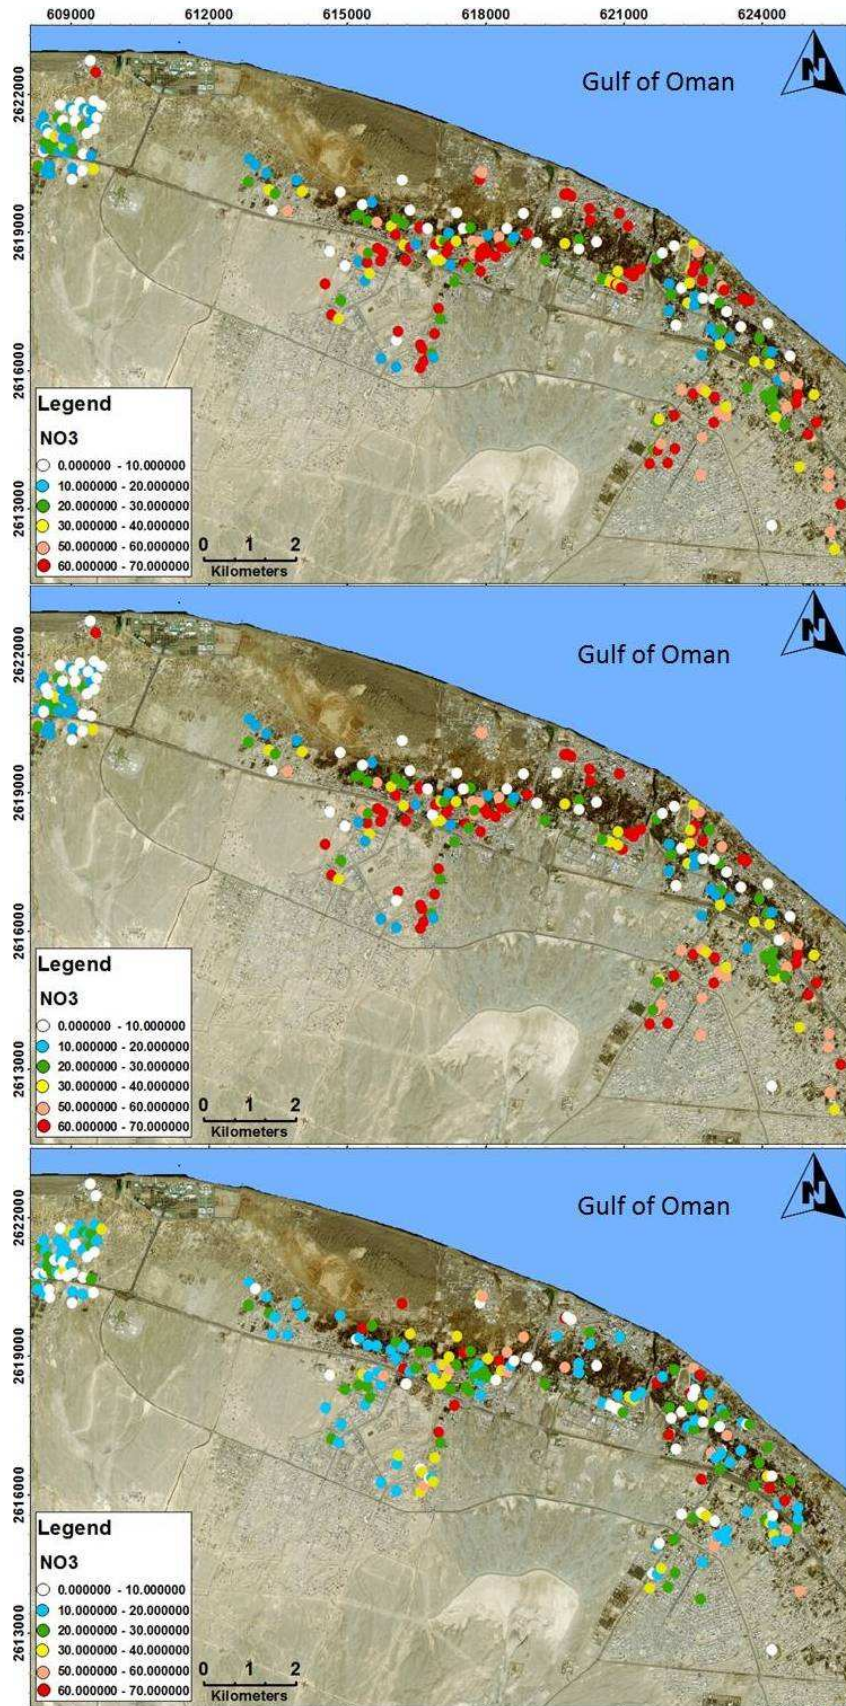 609000 612000 615000 618000 621000 624000
Gulf of Oman
N
2622000
2619000
2616000
2613000
Legend
NO3
0.000000 - 10.000000
10.000000 - 20.000000
20.000000 - 30.000000
30.000000 - 40.000000
50.000000 - 60.000000
60.000000 - 70.000000
0 1 2
Kilometers
Gulf of Oman
N
2622000
2619000
2616000
2613000
Legend
NO3
0.000000 - 10.000000
10.000000 - 20.000000
20.000000 - 30.000000
30.000000 - 40.000000
50.000000 - 60.000000
60.000000 - 70.000000
0 1 2
Kilometers
Gulf of Oman
N
2622000
2619000
2616000
2613000
Legend
NO3
0.000000 - 10.000000
10.000000 - 20.000000
20.000000 - 30.000000
30.000000 - 40.000000
50.000000 - 60.000000
60.000000 - 70.000000
0 1 2
Kilometers